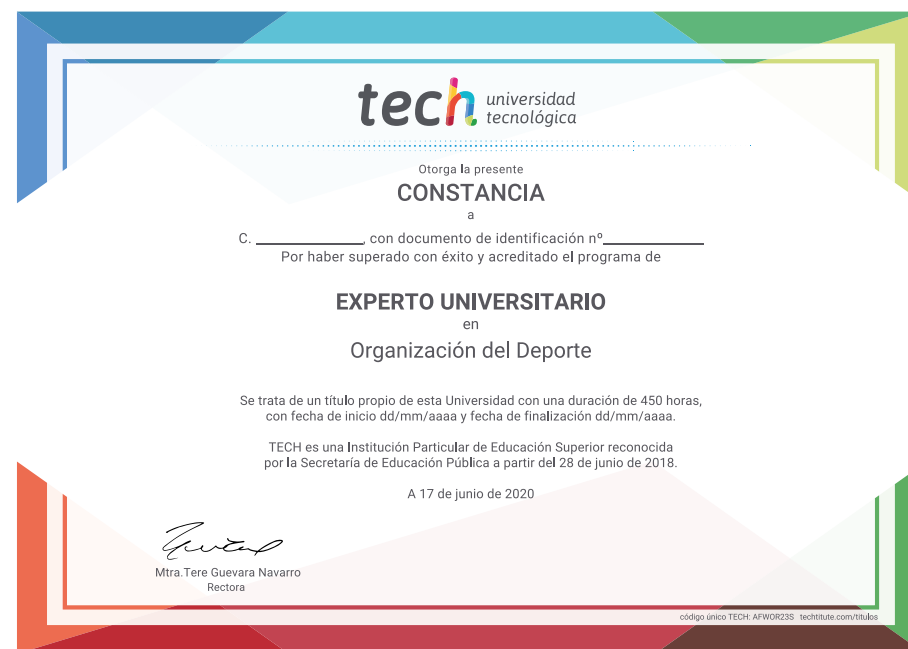 tech universidad
tecnológica
Otorga la presente
CONSTANCIA
a
C. ______________, con documento de identificación nº_____________
Por haber superado con éxito y acreditado el programa de
EXPERTO UNIVERSITARIO
en
Organización del Deporte
Se trata de un título propio de esta Universidad con una duración de 450 horas,
con fecha de inicio dd/mm/aaaa y fecha de finalización dd/mm/aaaa.
TECH es una Institución Particular de Educación Superior reconocida
por la Secretaría de Educación Pública a partir del 28 de junio de 2018.
A 17 de junio de 2020
Mtra.Tere Guevara Navarro
Rectora
código único TECH: AFWOR23S techtitute.com/titulos